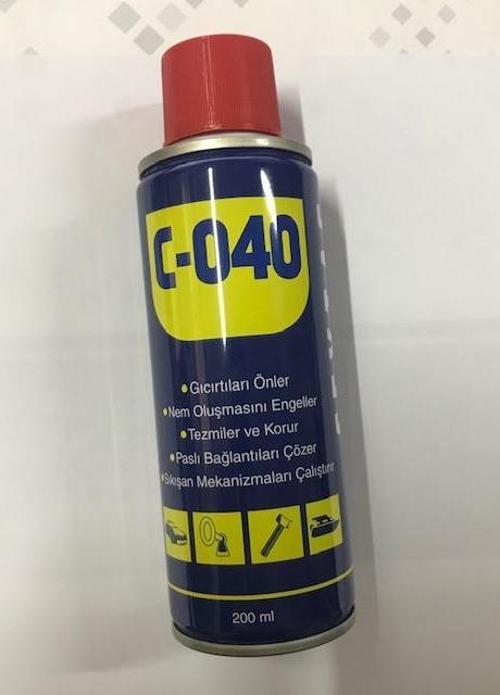 C-040
•Gıcırtıları Önler
•Nem Oluşmasını Engeller
•Tezmiler ve Korur
•Paslı Bağlantıları Çözer
•Sıkışan Mekanizmaları Çalıştırır
200 ml